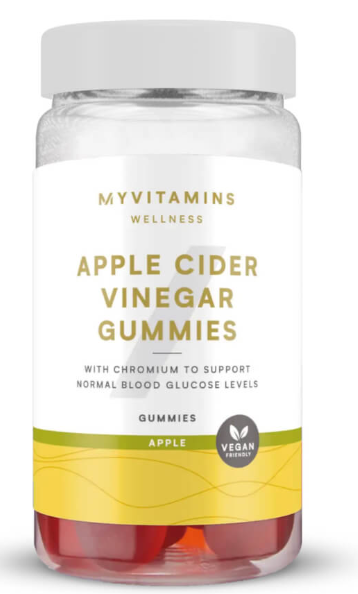 MYVITAMINS
WELLNESS
APPLE CIDER
VINEGAR
GUMMIES
WITH CHROMIUM TO SUPPORT
NORMAL BLOOD GLUCOSE LEVELS
GUMMIES
APPLE
VEGAN
FRIENDLY